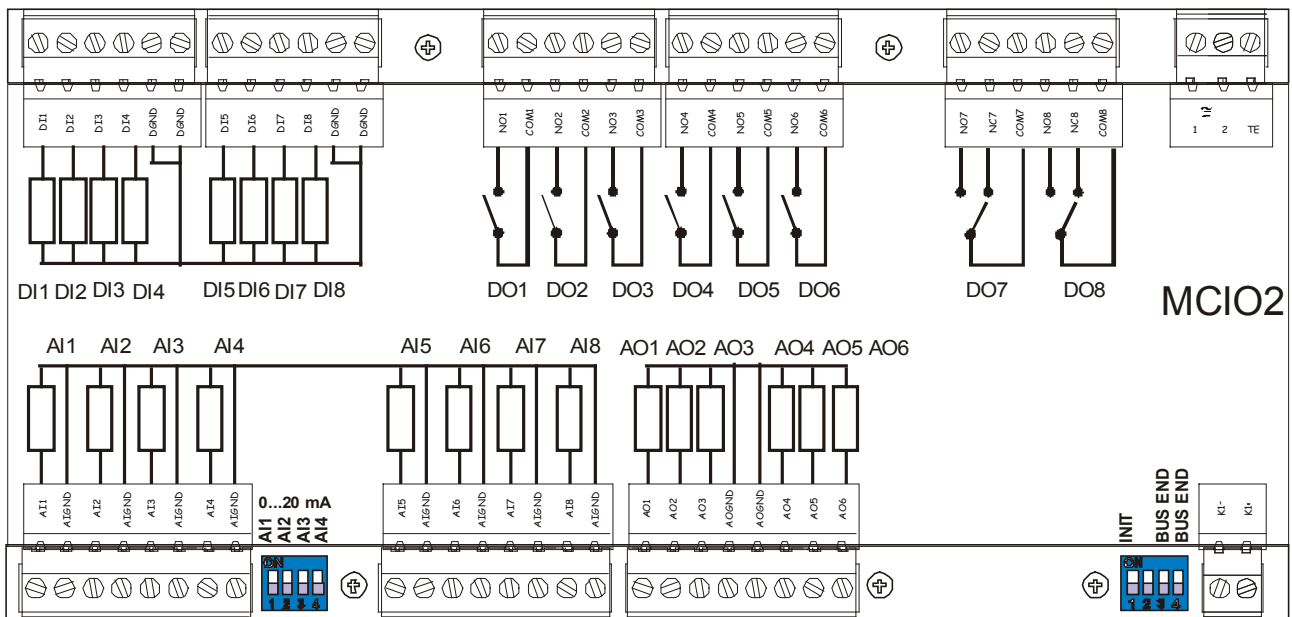 DI1 DI2 DI3 DI4 DGND DGND DI5 DI6 DI7 DI8 DGND DGND NO1 COM1 NO2 COM2 NO3 COM3 NO4 COM4 NO5 COM5 NO6 COM6 NO7 NC7 COM7 NO8 NC8 COM8 1 2 TE
DI1 DI2 DI3 DI4 DI5 DI6 DI7 DI8 DO1 DO2 DO3 DO4 DO5 DO6 DO7 DO8
MCIO2
AI1 AI2 AI3 AI4 AI5 AI6 AI7 AI8 AO1 AO2 AO3 AO4 AO5 AO6
AI1 AIGND AI2 AIGND AI3 AIGND AI4 AIGND
0...20 mA
AI1
AI2
AI3
AI4
AI5 AIGND AI6 AIGND AI7 AIGND AI8 AIGND
AO1 AO2 AO3 AOGND AOGND AO4 AO5 AO6
INIT
BUS END
BUS END
K1- K1+
ON
1 2 3 4
ON
1 2 3 4